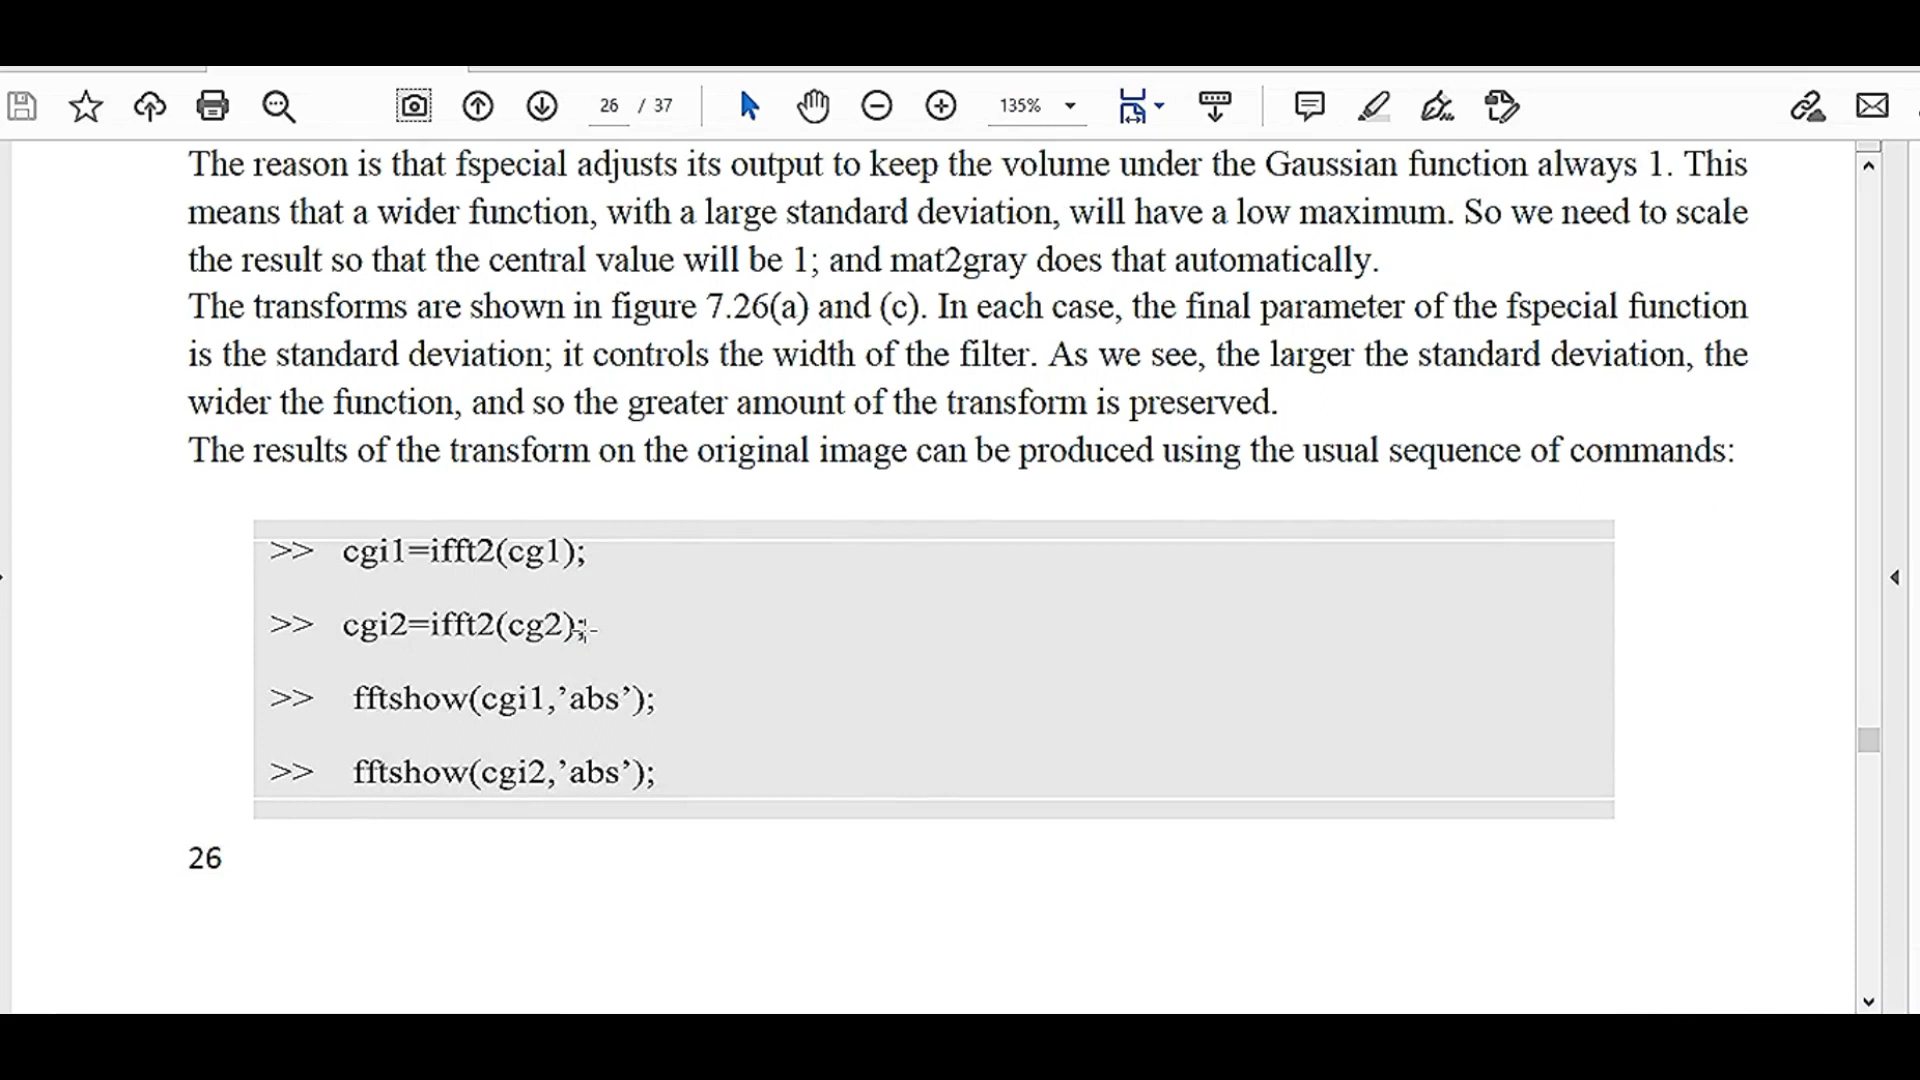 26 / 37
135%
The reason is that fspecial adjusts its output to keep the volume under the Gaussian function always 1. This
means that a wider function, with a large standard deviation, will have a low maximum. So we need to scale
the result so that the central value will be 1; and mat2gray does that automatically.
The transforms are shown in figure 7.26(a) and (c). In each case, the final parameter of the fspecial function
is the standard deviation; it controls the width of the filter. As we see, the larger the standard deviation, the
wider the function, and so the greater amount of the transform is preserved.
The results of the transform on the original image can be produced using the usual sequence of commands:
>> cgi1=ifft2(cg1);
>> cgi2=ifft2(cg2);
>> fftshow(cgi1,’abs’);
>> fftshow(cgi2,’abs’);
26